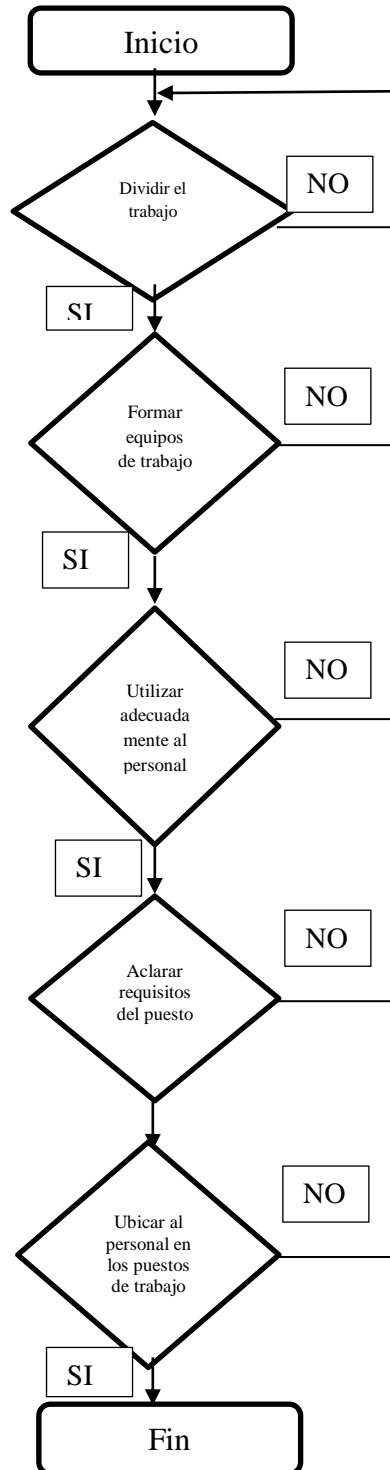 Inicio
Dividir el
trabajo
NO
SI
Formar
equipos
de trabajo
NO
SI
Utilizar
adecuada
mente al
personal
NO
SI
Aclarar
requisitos
del puesto
NO
Ubicar al
personal en
los puestos
de trabajo
NO
SI
Fin